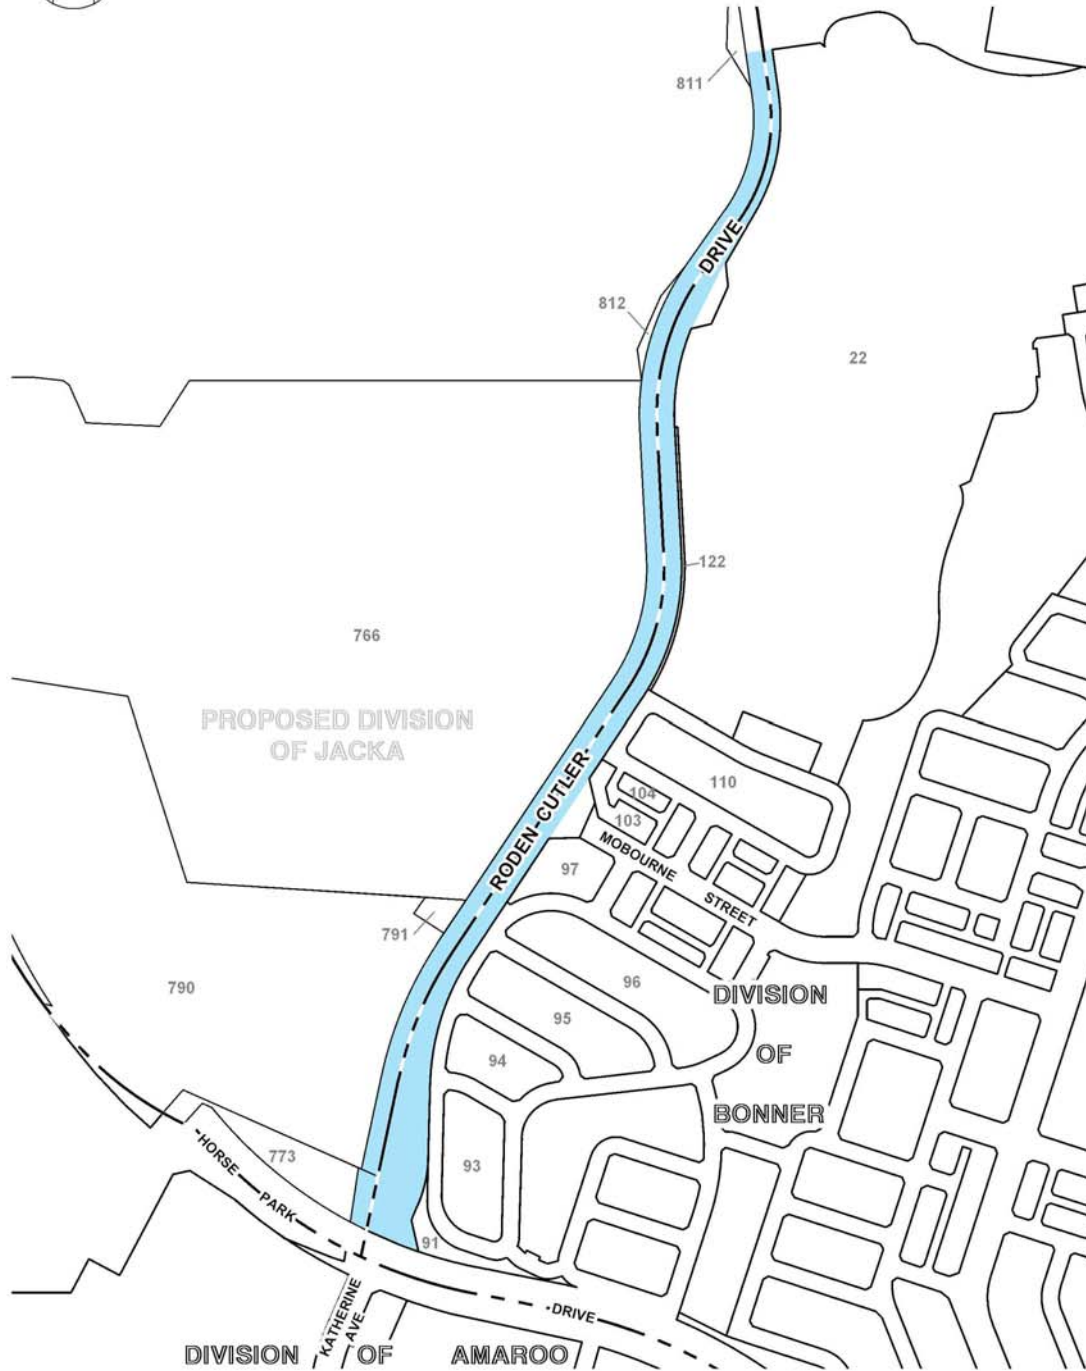 811
DRIVE
812
22
122
766
PROPOSED DIVISION
OF JACKA
110
104
103
RODEN CUTLER
MOBOURNE
STREET
97
791
790
96
DIVISION
95
OF
94
BONNER
HORSE
PARK
773
93
91
KATHERINE
AVE
DRIVE
DIVISION OF AMAROO